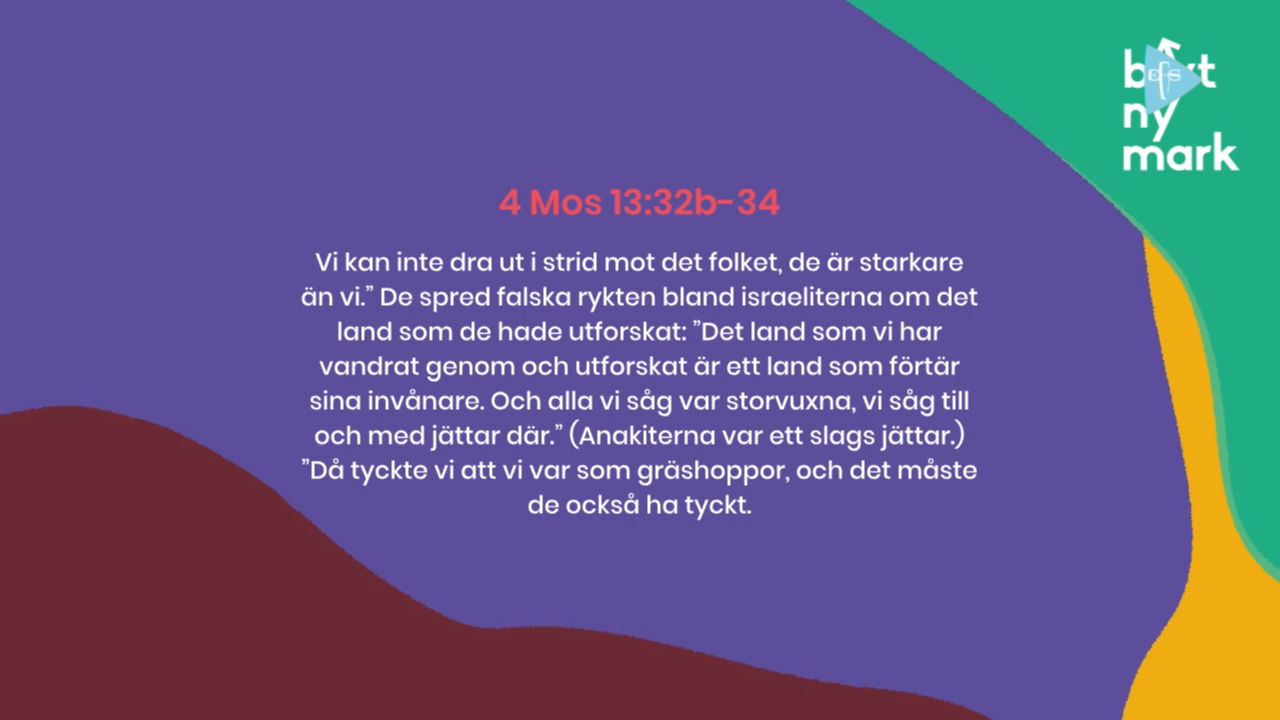 ny
mark
EFS
4 Mos 13:32b-34
Vi kan inte dra ut i strid mot det folket, de är starkare
än vi.” De spred falska rykten bland israeliterna om det
land som de hade utforskat: ”Det land som vi har
vandrat genom och utforskat är ett land som förtär
sina invånare. Och alla vi såg var storvuxna, vi såg till
och med jättar där.” (Anakiterna var ett slags jättar.)
”Då tyckte vi att vi var som gräshoppor, och det måste
de också ha tyckt.